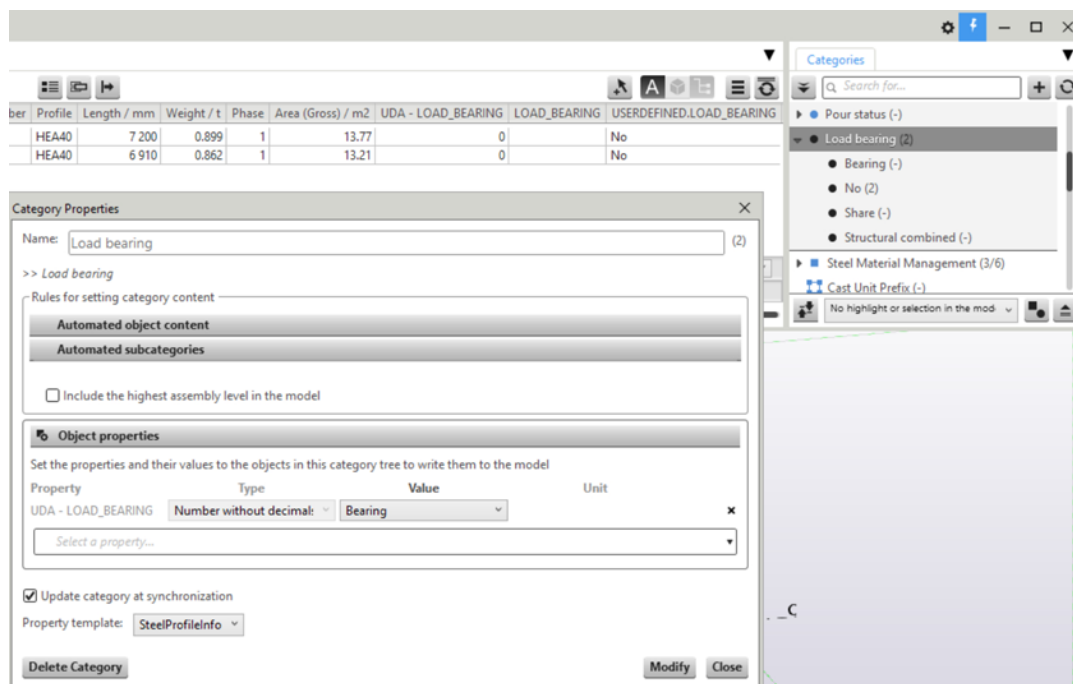 Categories
Search for...
ber Profile Length / mm Weight / t Phase Area (Gross) / m2 UDA - LOAD_BEARING LOAD_BEARING USERDEFINED.LOAD_BEARING
HEA40 7 200 0.899 1 13.77 0 No
HEA40 6 910 0.862 1 13.21 0 No
Pour status (-)
Load bearing (2)
Bearing (-)
No (2)
Share (-)
Structural combined (-)
Steel Material Management (3/6)
Cast Unit Prefix (-)
No highlight or selection in the mod
Category Properties
Name: Load bearing (2)
>> Load bearing
Rules for setting category content
Automated object content
Automated subcategories
Include the highest assembly level in the model
Object properties
Set the properties and their values to the objects in this category tree to write them to the model
Property Type Value Unit
UDA - LOAD_BEARING Number without decimal: Bearing
Select a property...
Update category at synchronization
Property template: SteelProfileInfo
Delete Category Modify Close